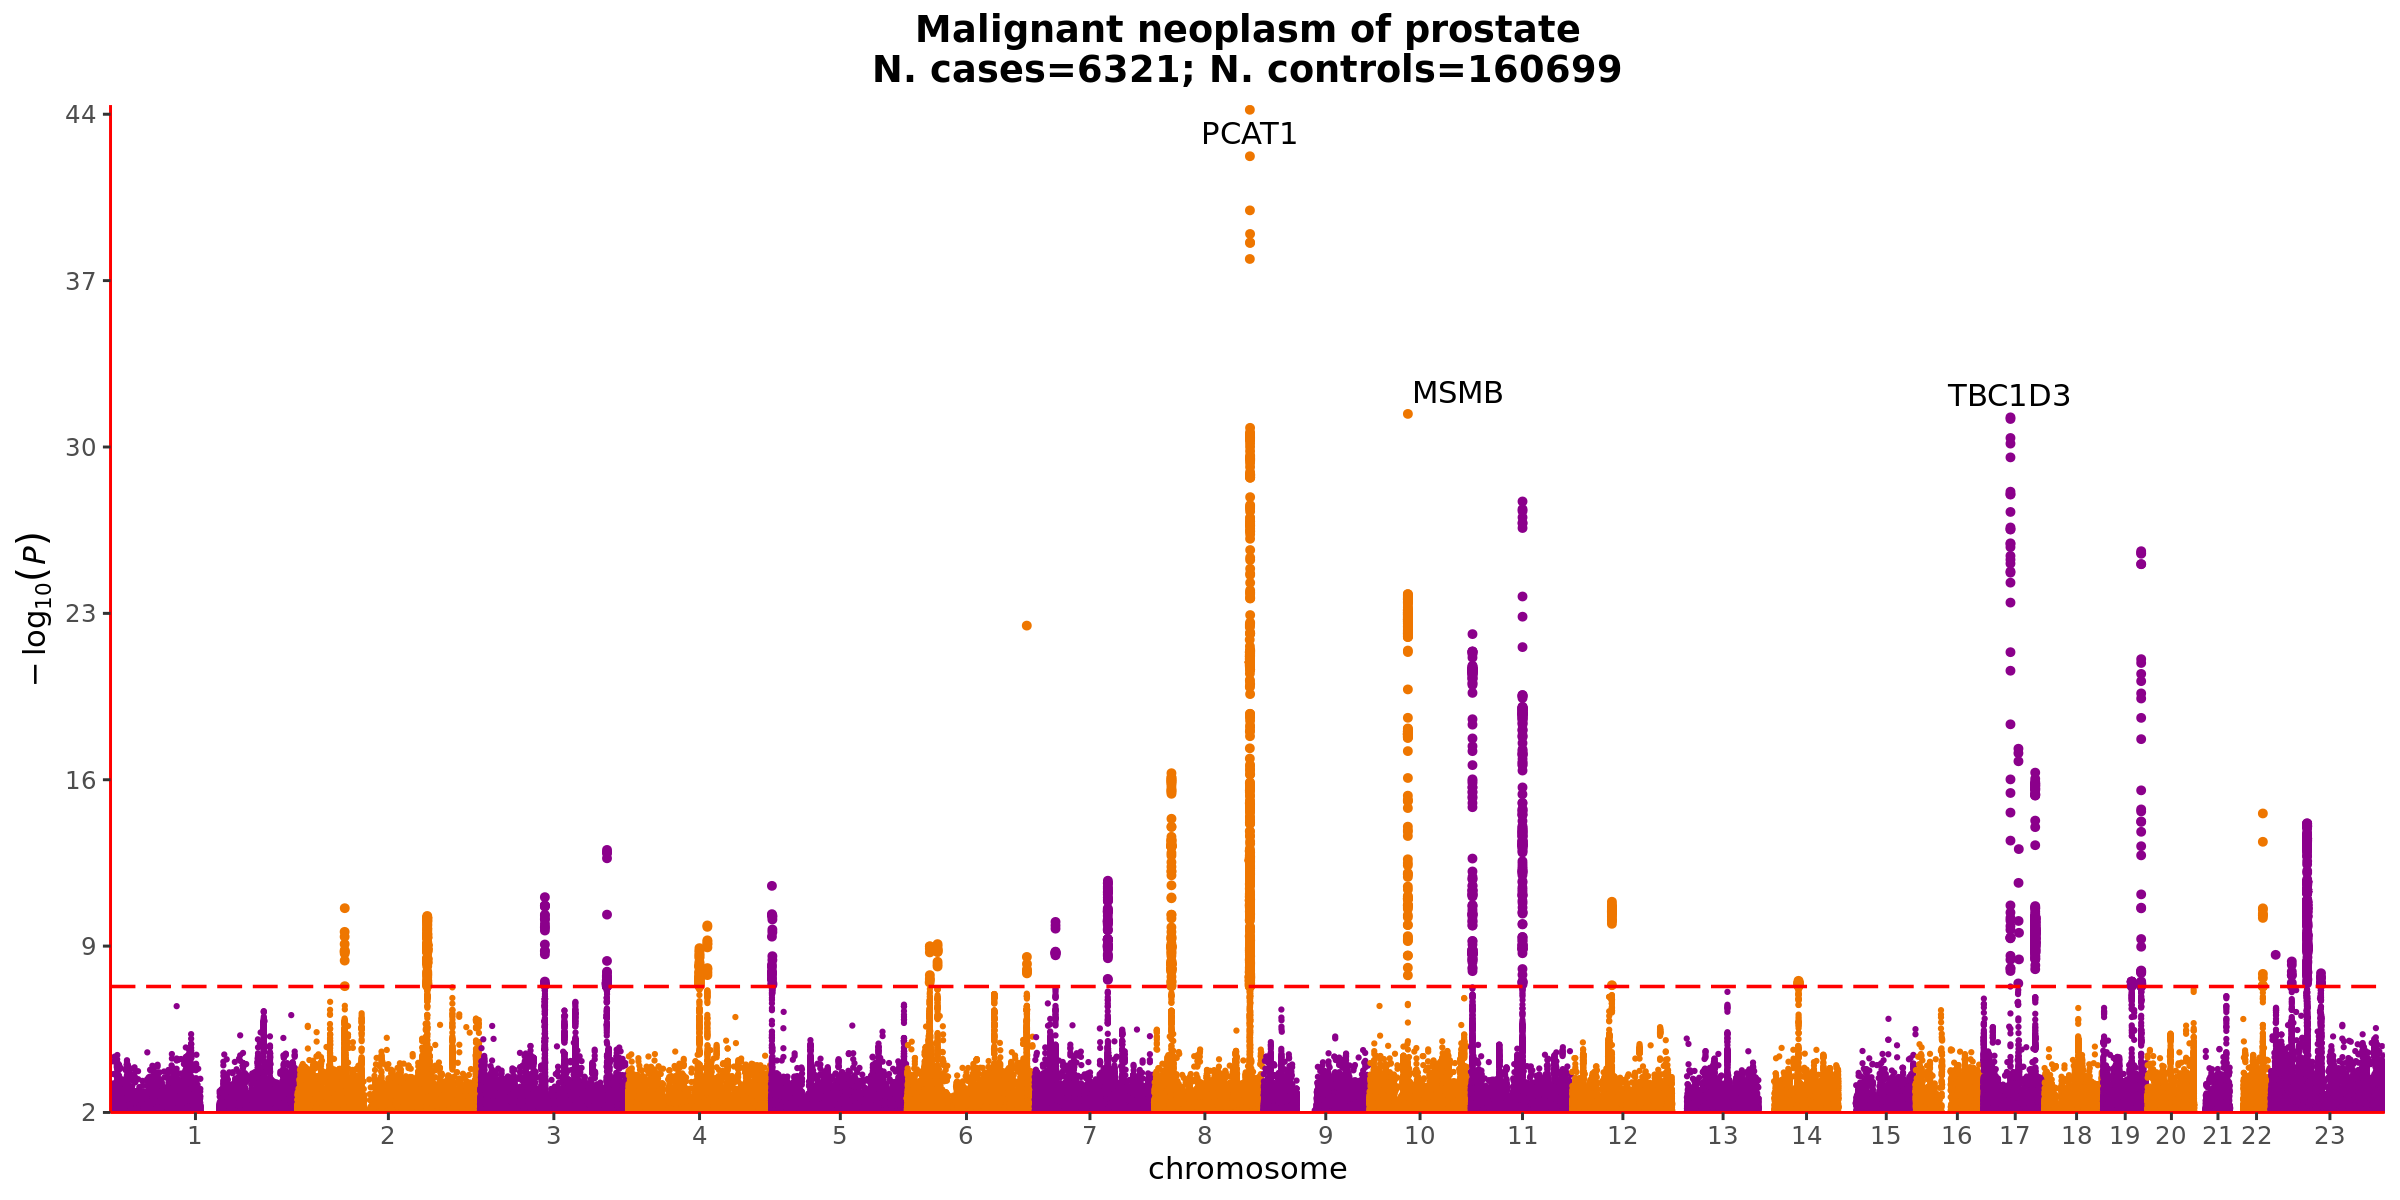 Malignant neoplasm of prostate
N. cases=6321; N. controls=160699
44
PCAT1
37
MSMB
TBC1D3
30
23
16
9
2
− log10(P)
1 2 3 4 5 6 7 8 9 10 11 12 13 14 15 16 17 18 19 20 21 22 23
chromosome